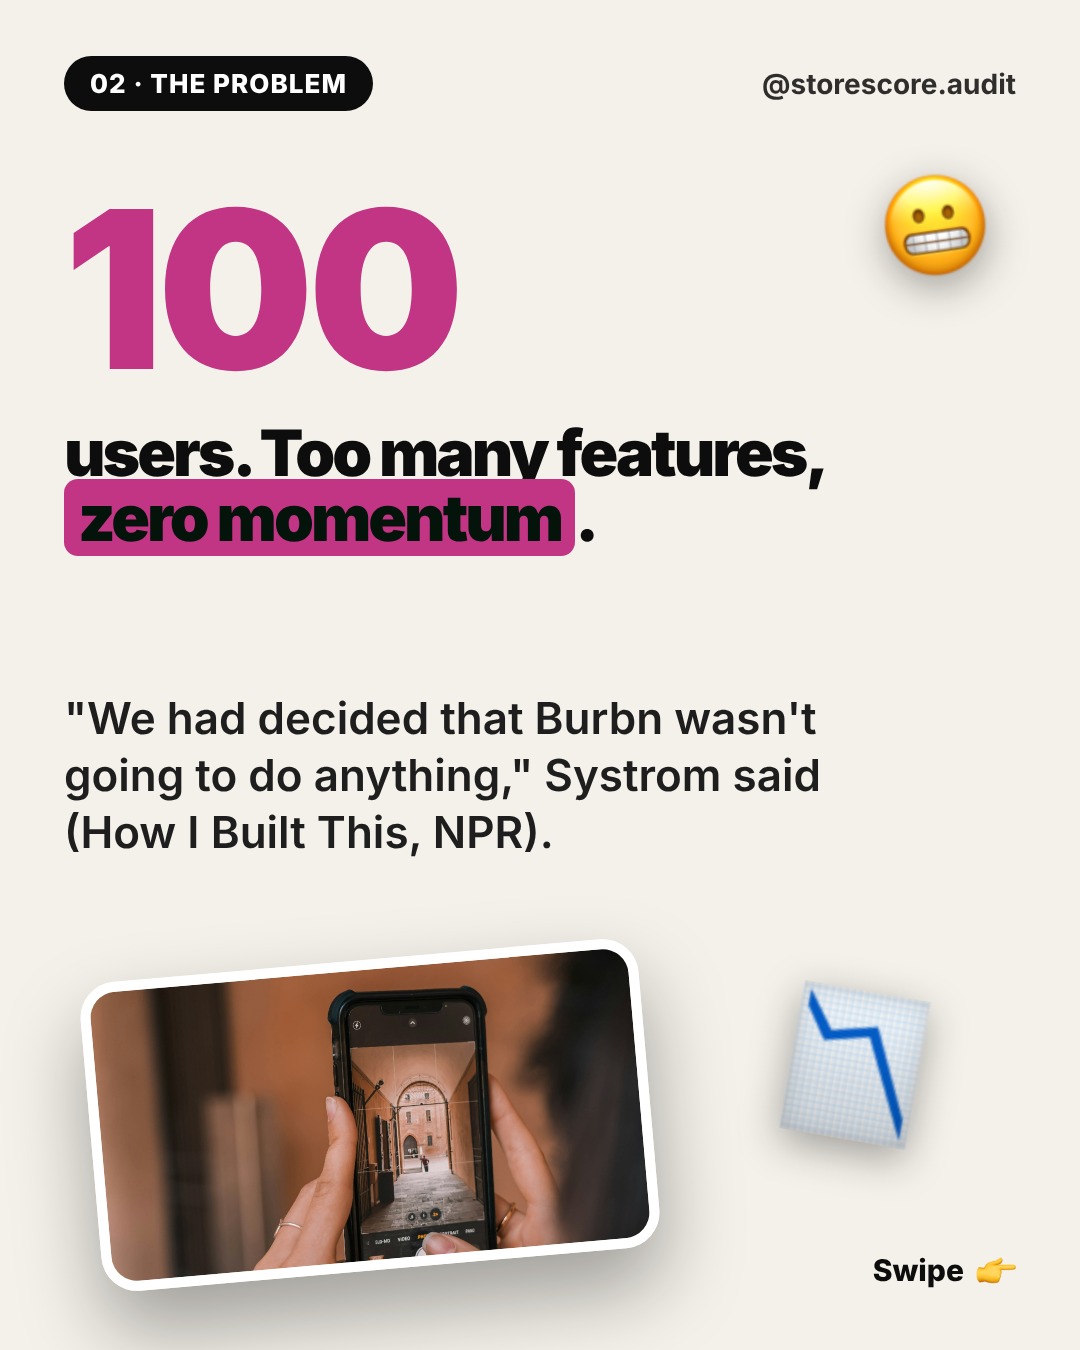 02 · THE PROBLEM
@storescore.audit
100
users. Too many features,
zero momentum.
"We had decided that Burbn wasn't
going to do anything," Systrom said
(How I Built This, NPR).
VIDEO
Swipe 👉